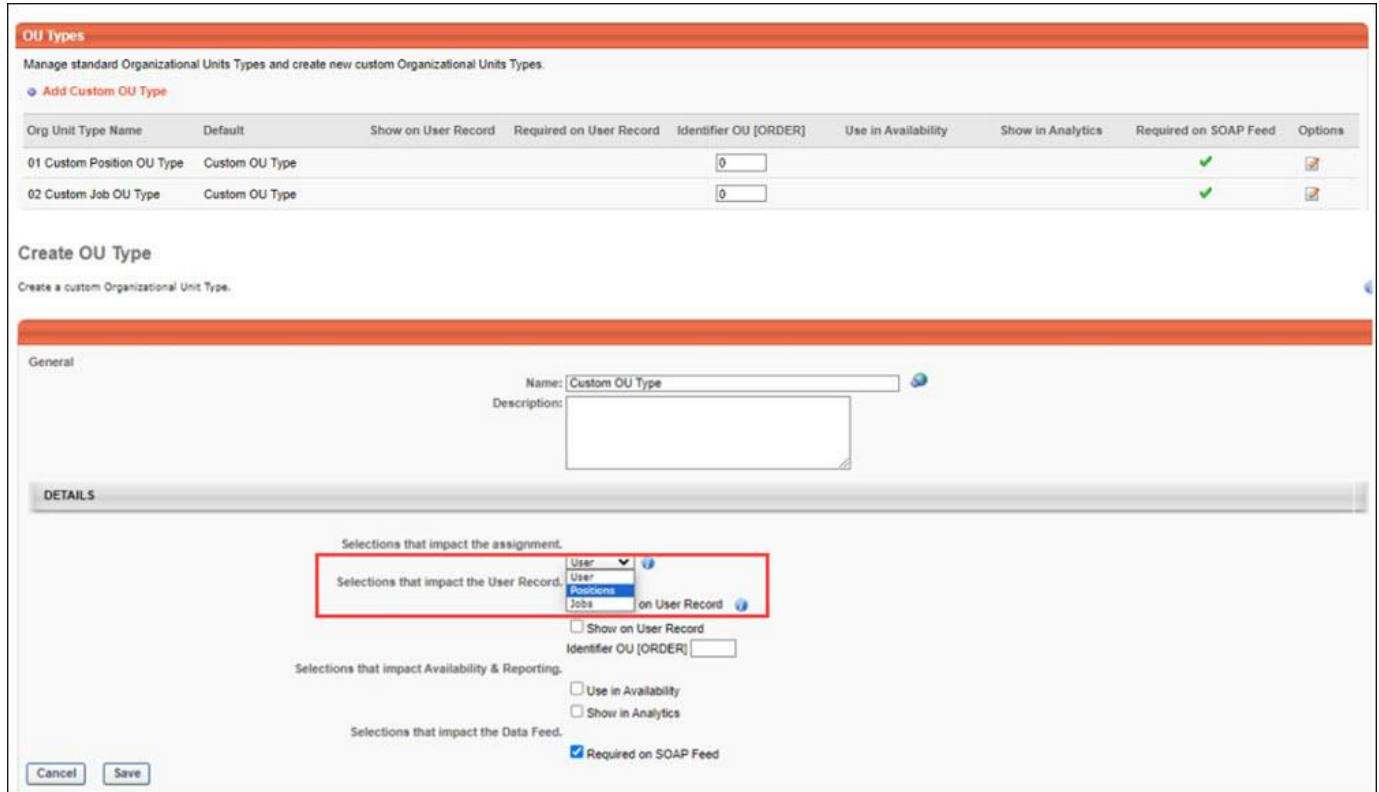 OU Types
Manage standard Organizational Units Types and create new custom Organizational Units Types.
Add Custom OU Type
Org Unit Type Name Default Show on User Record Required on User Record Identifier OU [ORDER] Use in Availability Show in Analytics Required on SOAP Feed Options
01 Custom Position OU Type Custom OU Type 0
02 Custom Job OU Type Custom OU Type 0
Create OU Type
Create a custom Organizational Unit Type.
General
Name: Custom OU Type
Description:
DETAILS
Selections that impact the assignment.
User
Selections that impact the User Record. User
Positions
Jobs on User Record
Show on User Record
Identifier OU [ORDER]
Selections that impact Availability & Reporting.
Use in Availability
Show in Analytics
Selections that impact the Data Feed.
Required on SOAP Feed
Cancel Save